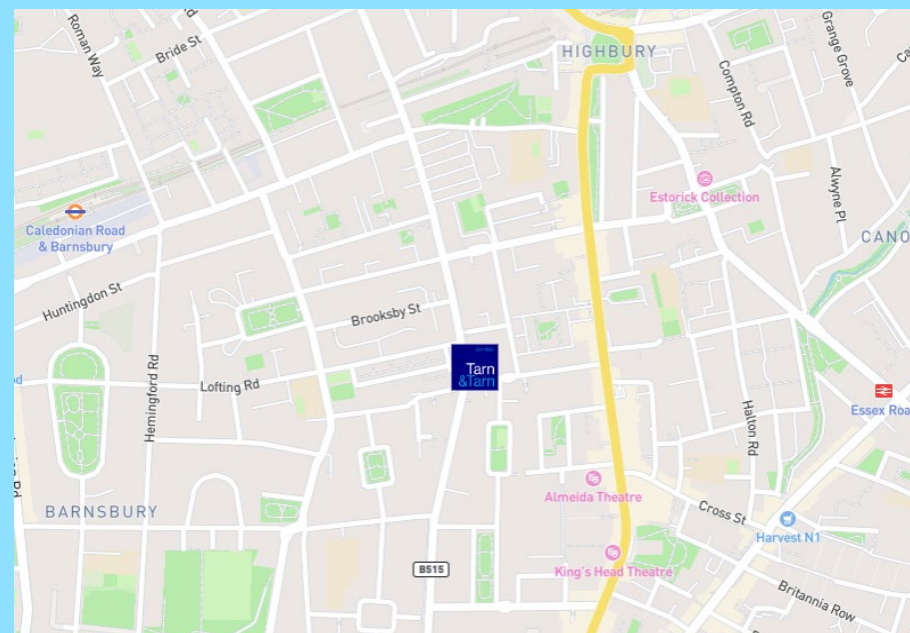 Roman Way
Bride St
HIGHBURY
Compton Rd
Grange Grove
Estorick Collection
Alwyne Pl
Caledonian Road
& Barnsbury
CANO
Huntingdon St
Brooksby St
Hemingford Rd
Lofting Rd
Tarn
&Tarn
Halton Rd
Essex Roa
Almeida Theatre
Cross St
BARNSBURY
Harvest N1
King's Head Theatre
B515
Britannia Row